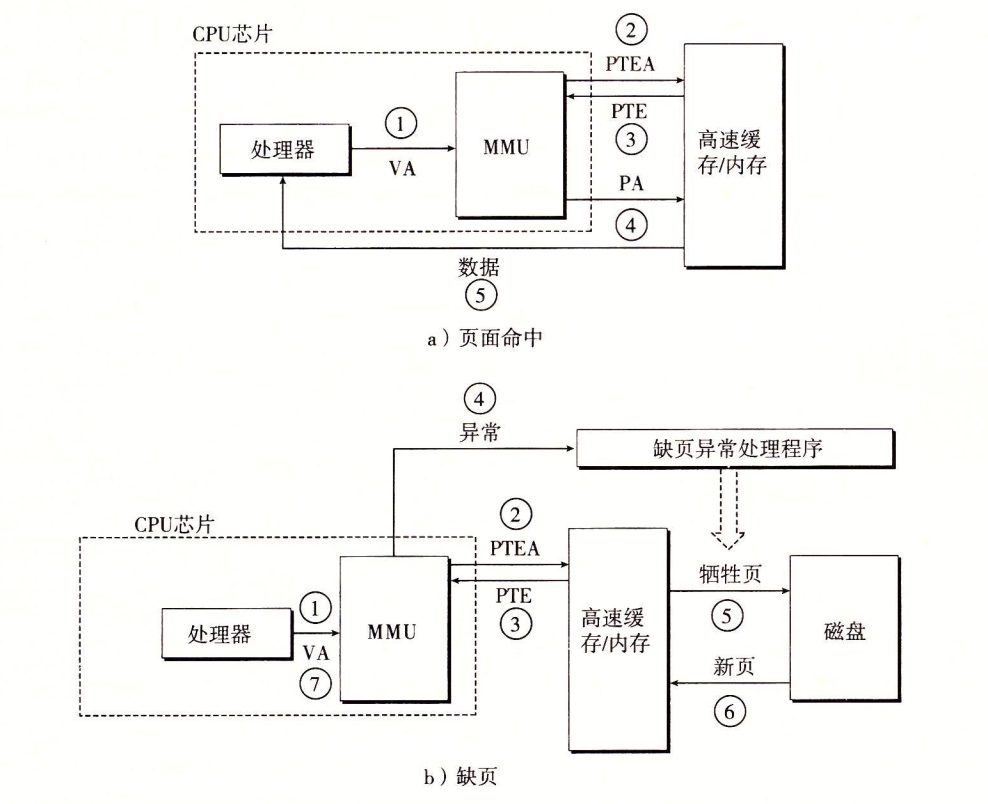 CPU芯片
②
PTEA
①
PTE
处理器
MMU
高速缓
存/内存
VA
③
PA
④
数据
⑤
a）页面命中
④
异常
缺页异常处理程序
CPU芯片
②
PTEA
牺牲页
①
PTE
⑤
处理器
MMU
③
高速缓
存/内存
磁盘
VA
新页
⑦
⑥
b）缺页